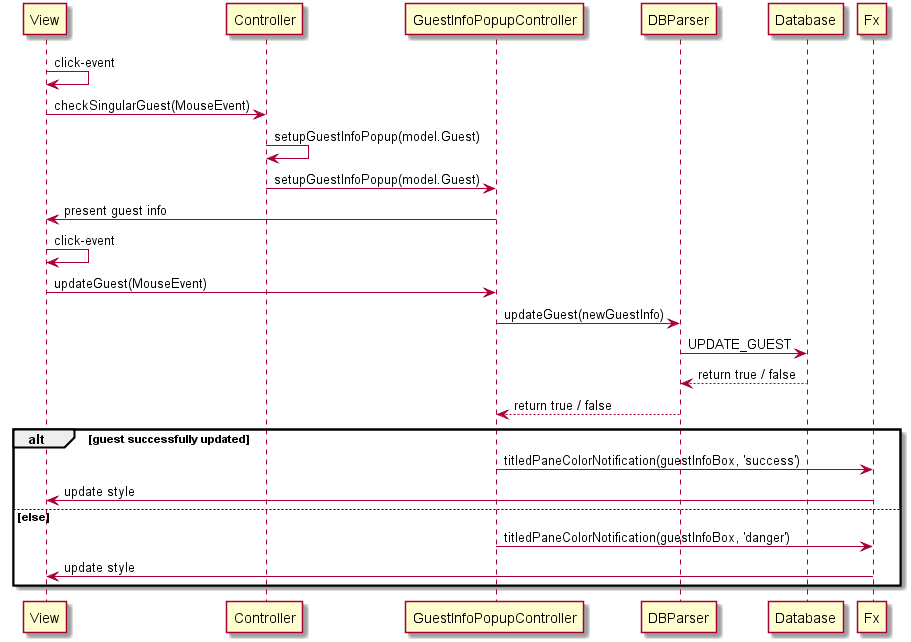 View Controller GuestInfoPopupController DBParser Database Fx
click-event
checkSingularGuest(MouseEvent)
setupGuestInfoPopup(model.Guest)
setupGuestInfoPopup(model.Guest)
present guest info
click-event
updateGuest(MouseEvent)
updateGuest(newGuestInfo)
UPDATE_GUEST
return true / false
return true / false
alt [guest successfully updated]
titledPaneColorNotification(guestInfoBox, 'success')
update style
[else]
titledPaneColorNotification(guestInfoBox, 'danger')
update style
View Controller GuestInfoPopupController DBParser Database Fx